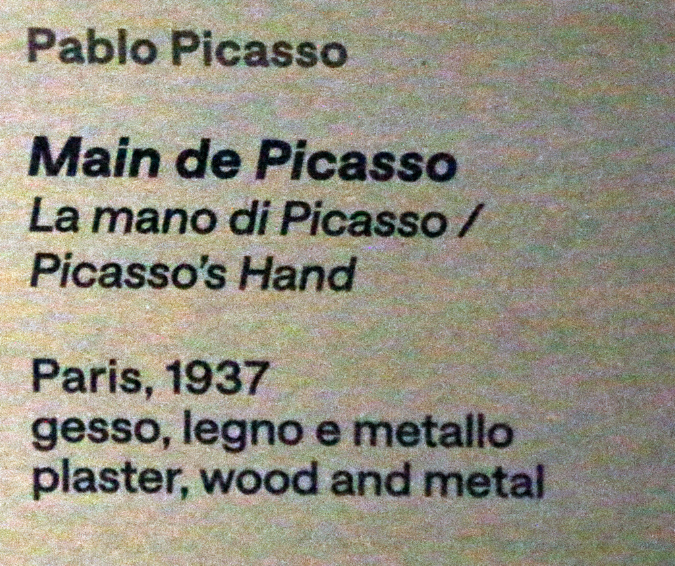 Pablo Picasso
Main de Picasso
La mano di Picasso /
Picasso's Hand
Paris, 1937
gesso, legno e metallo
plaster, wood and metal